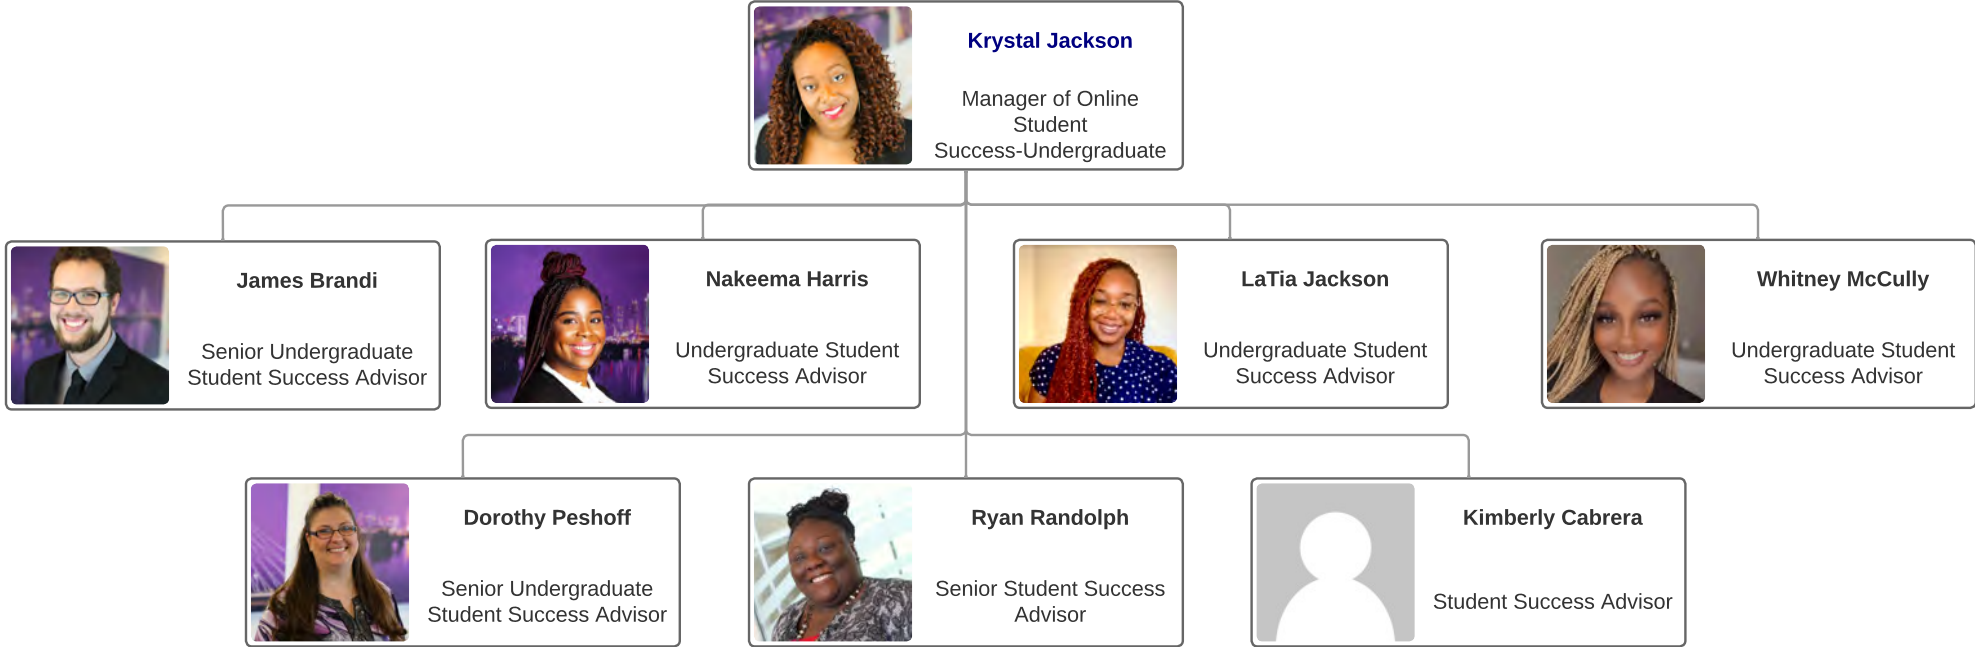 Krystal Jackson
Manager of Online
Student
Success-Undergraduate
James Brandi
Senior Undergraduate
Student Success Advisor
Nakeema Harris
Undergraduate Student
Success Advisor
LaTia Jackson
Undergraduate Student
Success Advisor
Whitney McCully
Undergraduate Student
Success Advisor
Dorothy Peshoff
Senior Undergraduate
Student Success Advisor
Ryan Randolph
Senior Student Success
Advisor
Kimberly Cabrera
Student Success Advisor